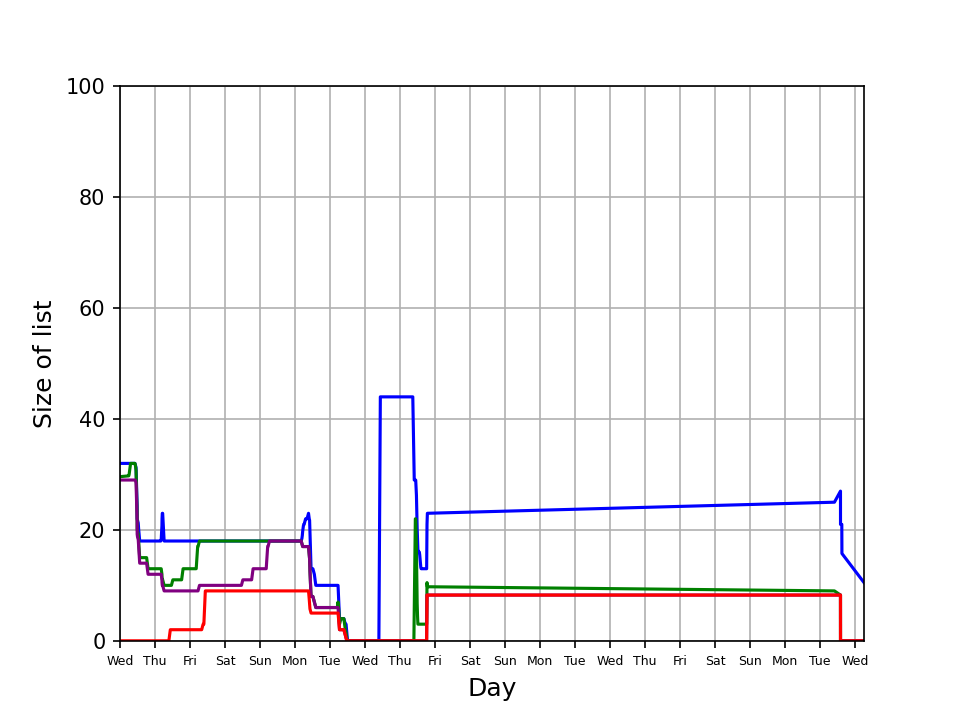 100
80
60
40
20
0
Size of list
Wed Thu Fri Sat Sun Mon Tue Wed Thu Fri Sat Sun Mon Tue Wed Thu Fri Sat Sun Mon Tue Wed
Day